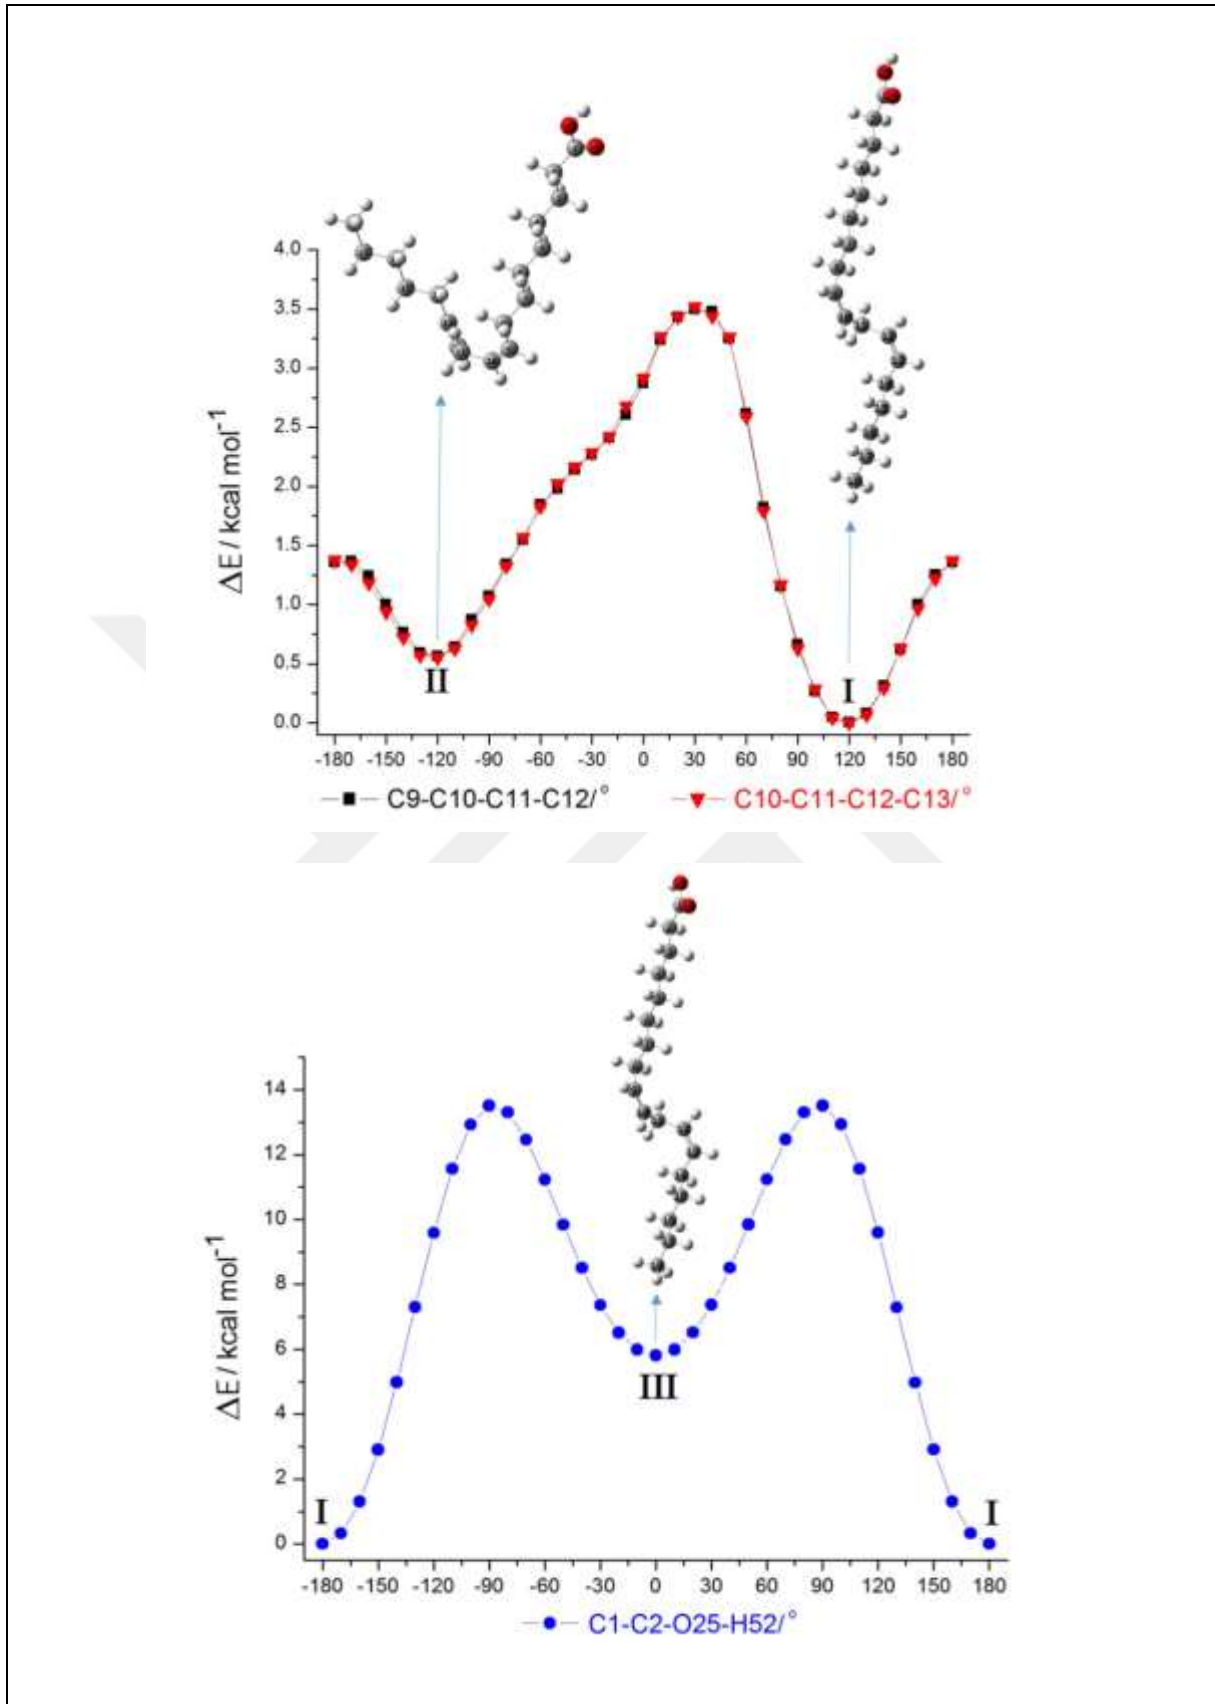 4.0
3.5
3.0
2.5
2.0
1.5
1.0
0.5
0.0
ΔE / kcal mol⁻¹
II
I
-180 -150 -120 -90 -60 -30 0 30 60 90 120 150 180
C9-C10-C11-C12/° C10-C11-C12-C13/°
14
12
10
8
6
4
2
0
ΔE / kcal mol⁻¹
III
I I
-180 -150 -120 -90 -60 -30 0 30 60 90 120 150 180
C1-C2-O25-H52/°